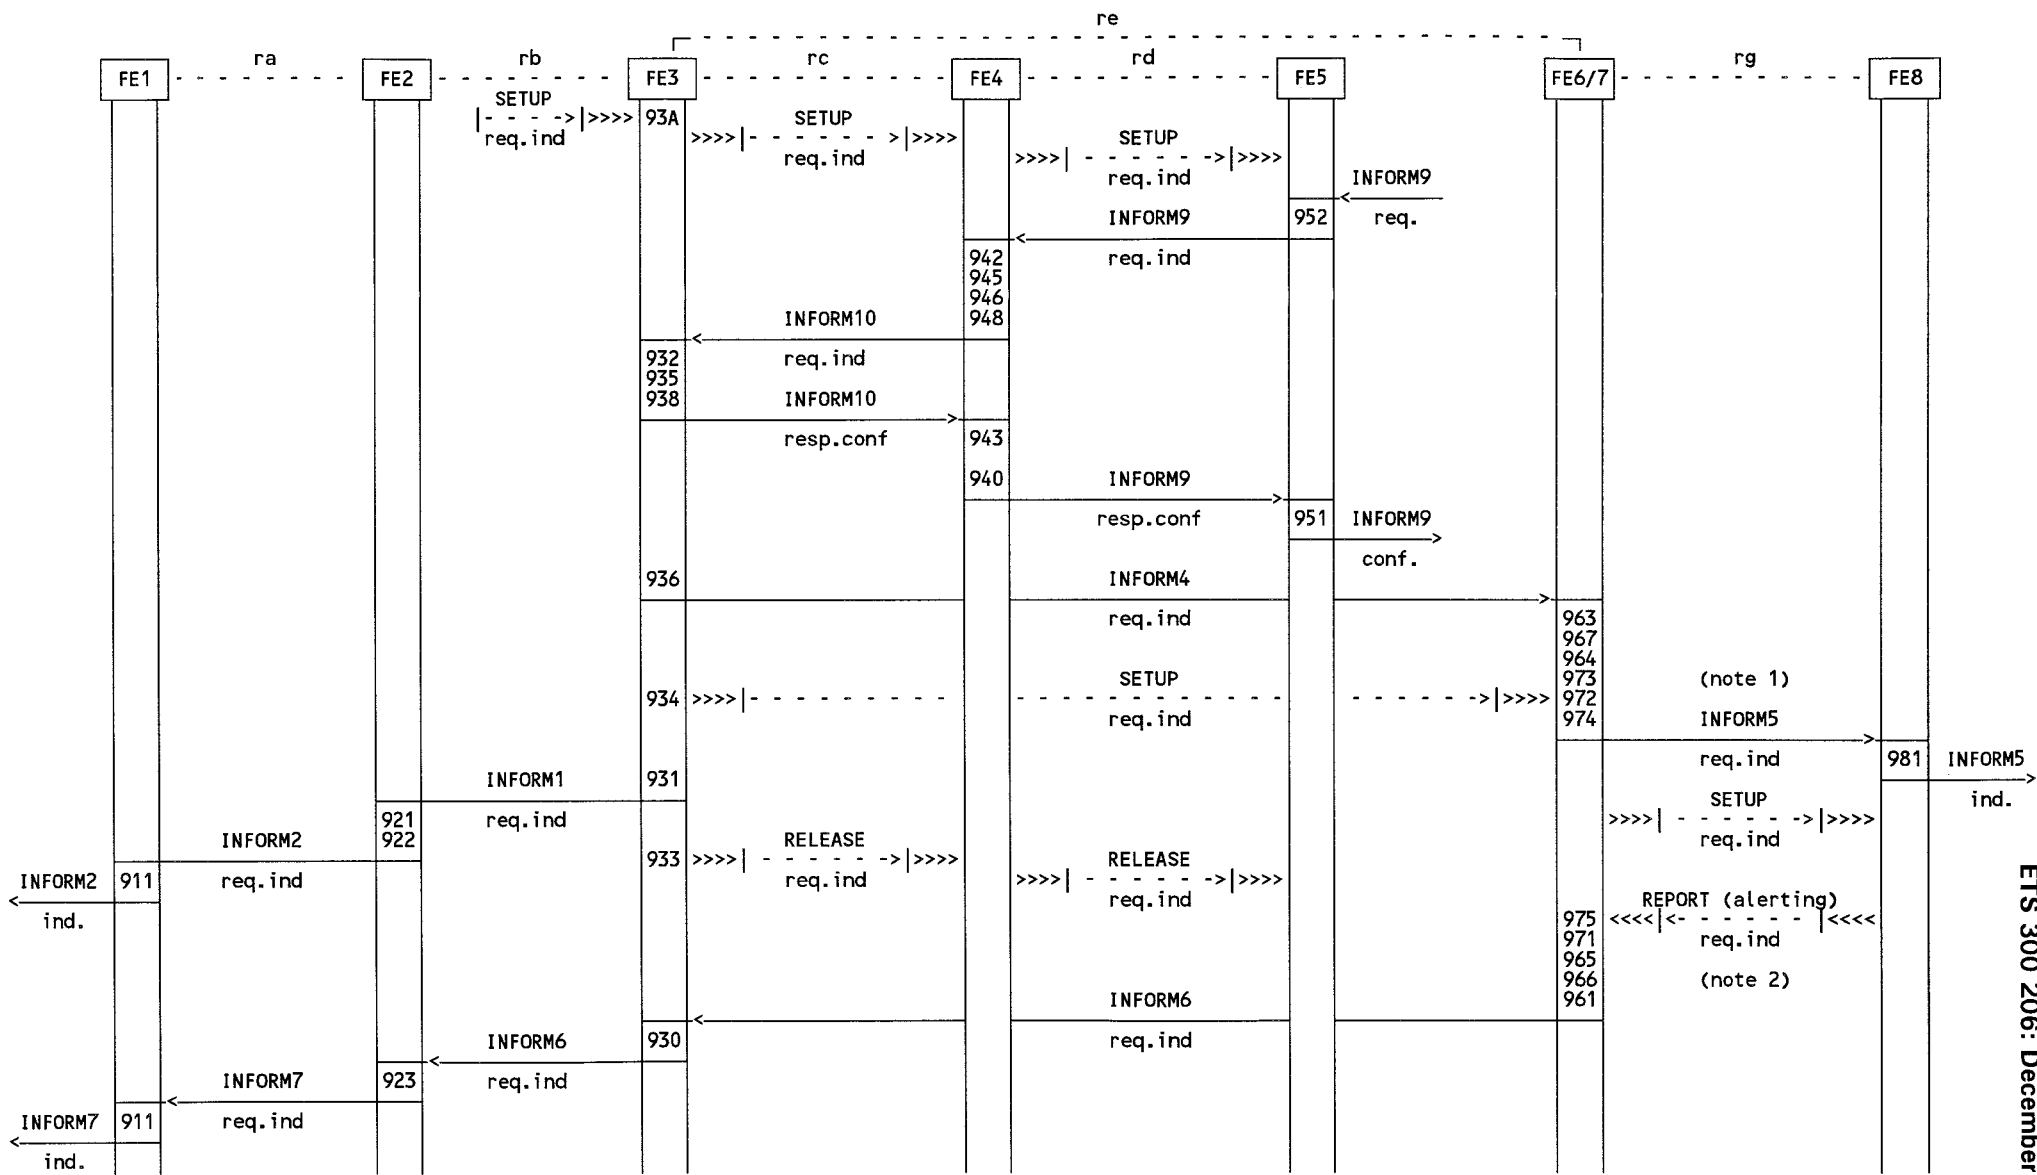 re
ra rb rc rd rg
FE1 FE2 FE3 FE4 FE5 FE6/7 FE8
SETUP
93A
req.ind
SETUP
req.ind
SETUP
req.ind
INFORM9
req.
952
INFORM9
req.ind
942
945
946
948
INFORM10
req.ind
932
935
938
INFORM10
resp.conf
943
940
INFORM9
resp.conf
951
INFORM9
conf.
936
INFORM4
req.ind
963
967
964
973
972
974
(note 1)
934
SETUP
req.ind
INFORM5
req.ind
981
INFORM5
ind.
931
INFORM1
req.ind
921
922
SETUP
req.ind
INFORM2
req.ind
911
INFORM2
ind.
933
RELEASE
req.ind
RELEASE
req.ind
REPORT (alerting)
req.ind
975
971
965
966
961
(note 2)
INFORM6
req.ind
930
INFORM6
req.ind
923
INFORM7
req.ind
911
INFORM7
ind.
ETS 300 206: December